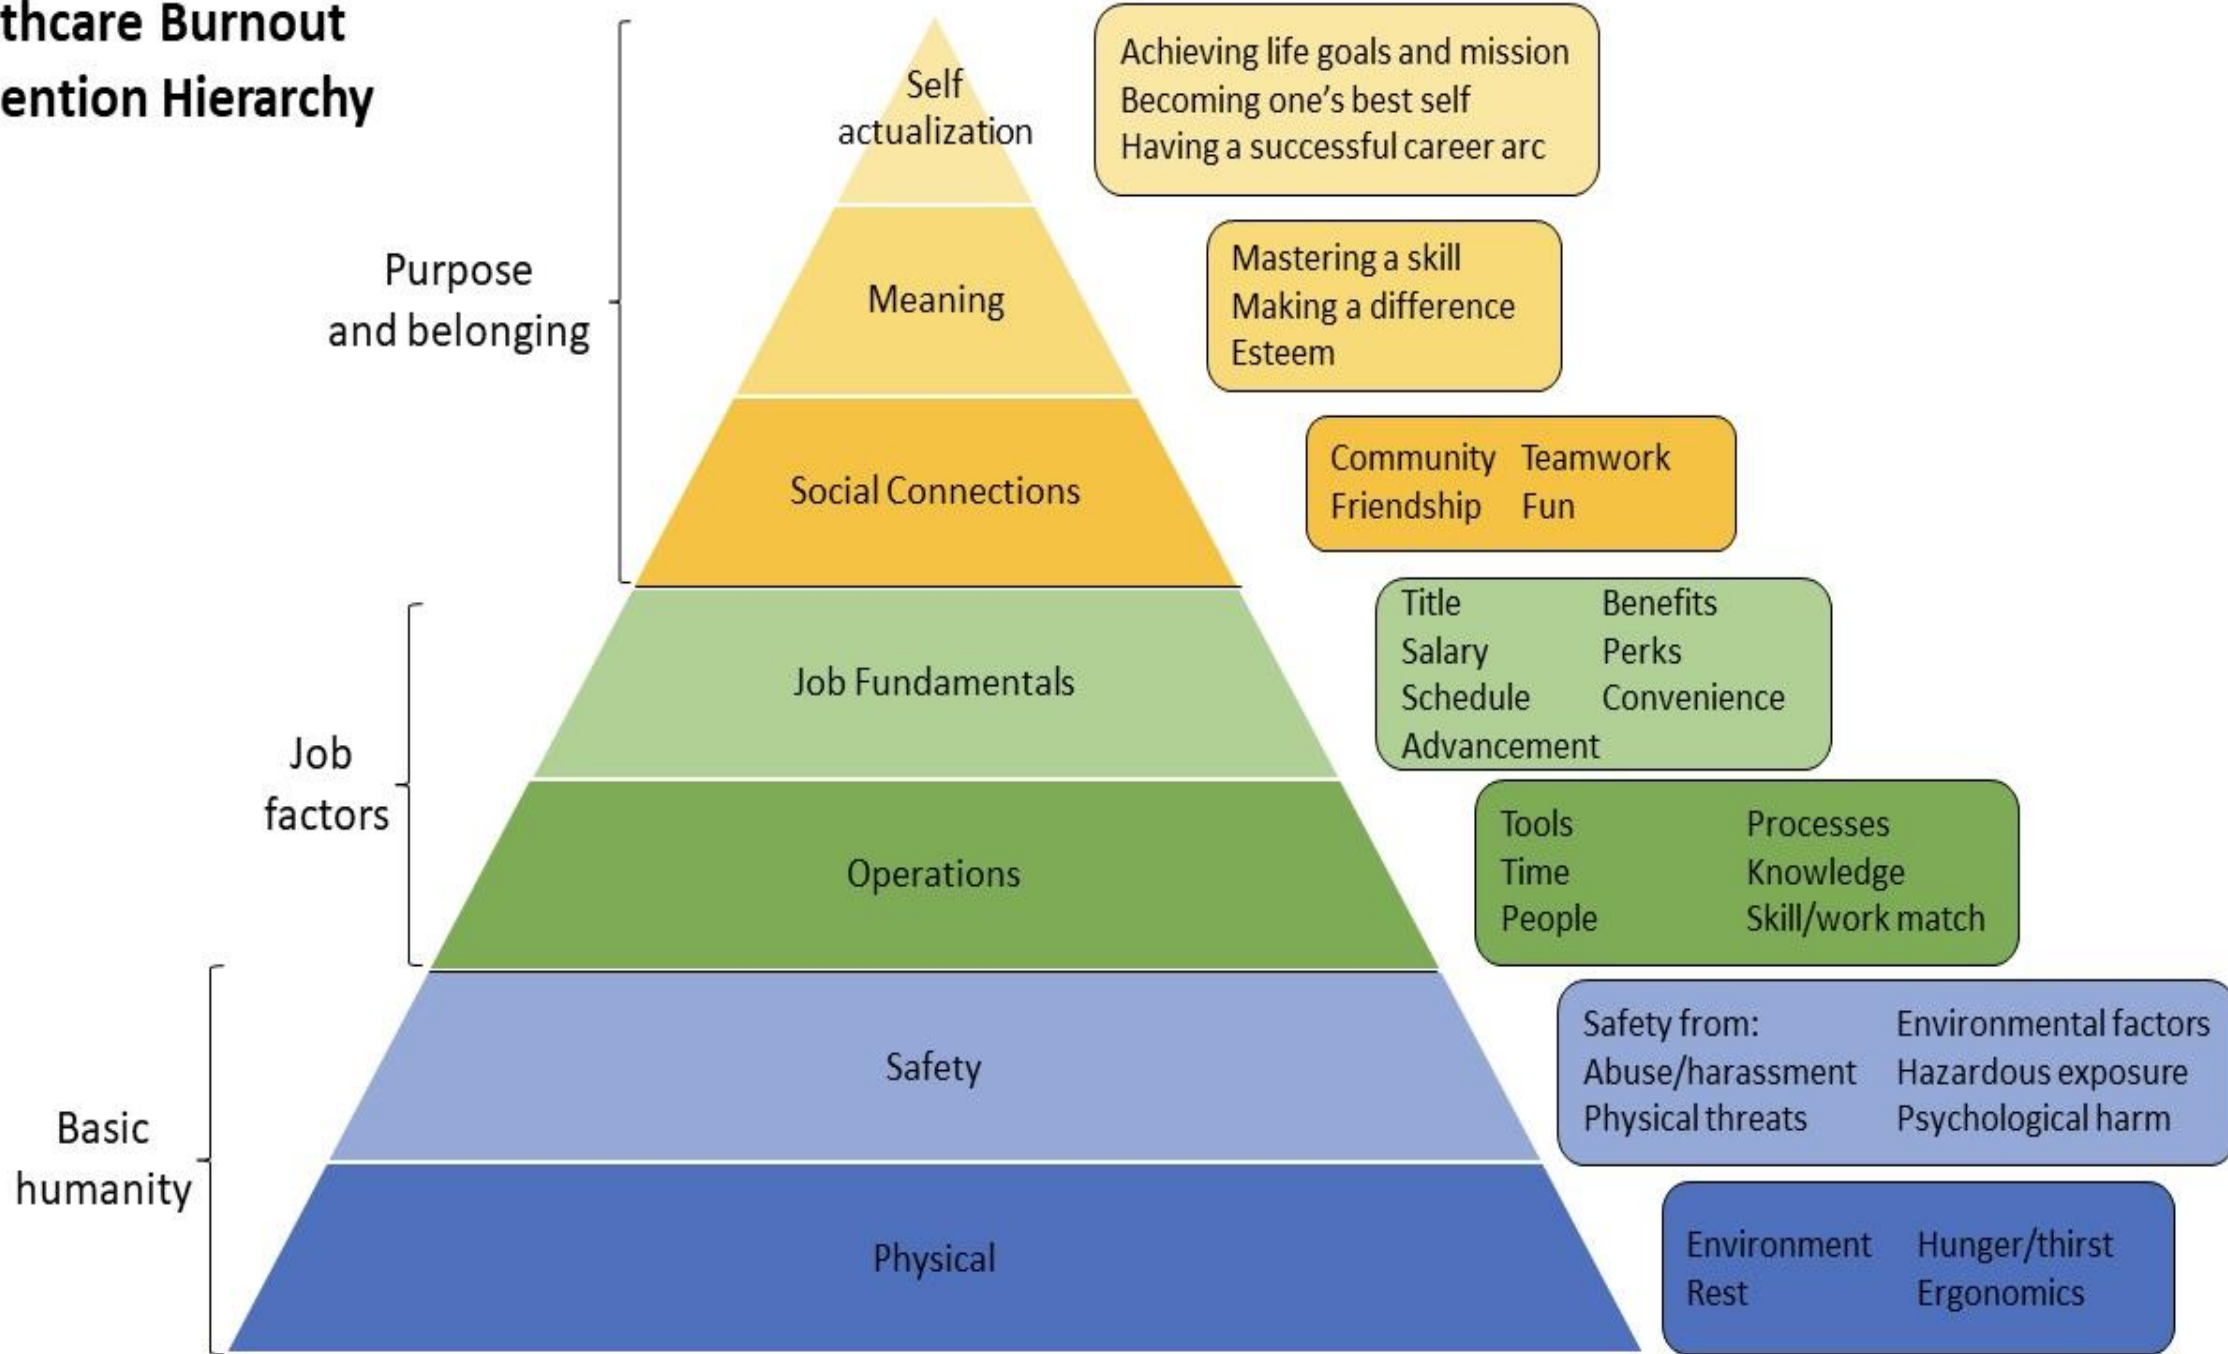 thcare Burnout
ention Hierarchy
Self
actualization
Achieving life goals and mission
Becoming one's best self
Having a successful career arc
Purpose
and belonging
Meaning
Mastering a skill
Making a difference
Esteem
Social Connections
Community Teamwork
Friendship Fun
Job
factors
Job Fundamentals
Title Benefits
Salary Perks
Schedule Convenience
Advancement
Operations
Tools Processes
Time Knowledge
People Skill/work match
Basic
humanity
Safety
Safety from: Environmental factors
Abuse/harassment Hazardous exposure
Physical threats Psychological harm
Physical
Environment Hunger/thirst
Rest Ergonomics